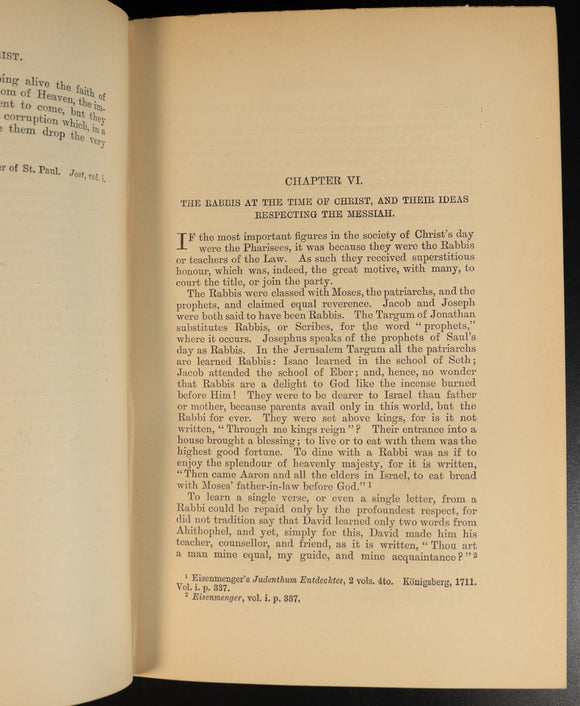 IST.
ing alive the faith of
om of Heaven, the im-
ent to come, but they
corruption which, in a
them drop the very
er of St. Paul. Jost, vol. i.
CHAPTER VI.
THE RABBIS AT THE TIME OF CHRIST, AND THEIR IDEAS
RESPECTING THE MESSIAH.
IF the most important figures in the society of Christ's day
were the Pharisees, it was because they were the Rabbis
or teachers of the Law. As such they received superstitious
honour, which was, indeed, the great motive, with many, to
court the title, or join the party.
The Rabbis were classed with Moses, the patriarchs, and the
prophets, and claimed equal reverence. Jacob and Joseph
were both said to have been Rabbis. The Targum of Jonathan
substitutes Rabbis, or Scribes, for the word "prophets,"
where it occurs. Josephus speaks of the prophets of Saul's
day as Rabbis. In the Jerusalem Targum all the patriarchs
are learned Rabbis: Isaac learned in the school of Seth;
Jacob attended the school of Eber; and, hence, no wonder
that Rabbis are a delight to God like the incense burned
before Him! They were to be dearer to Israel than father
or mother, because parents avail only in this world, but the
Rabbi for ever. They were set above kings, for is it not
written, "Through me kings reign"? Their entrance into a
house brought a blessing; to live or to eat with them was the
highest good fortune. To dine with a Rabbi was as if to
enjoy the splendour of heavenly majesty, for it is written,
"Then came Aaron and all the elders in Israel, to eat bread
with Moses' father-in-law before God." 1
To learn a single verse, or even a single letter, from a
Rabbi could be repaid only by the profoundest respect, for
did not tradition say that David learned only two words from
Ahithophel, and yet, simply for this, David made him his
teacher, counsellor, and friend, as it is written, "Thou art
a man mine equal, my guide, and mine acquaintance?" 2
1 Eisenmenger's Judenthum Entdecktes, 2 vols. 4to. Königsberg, 1711.
Vol. i. p. 337.
2 Eisenmenger, vol. i. p. 337.